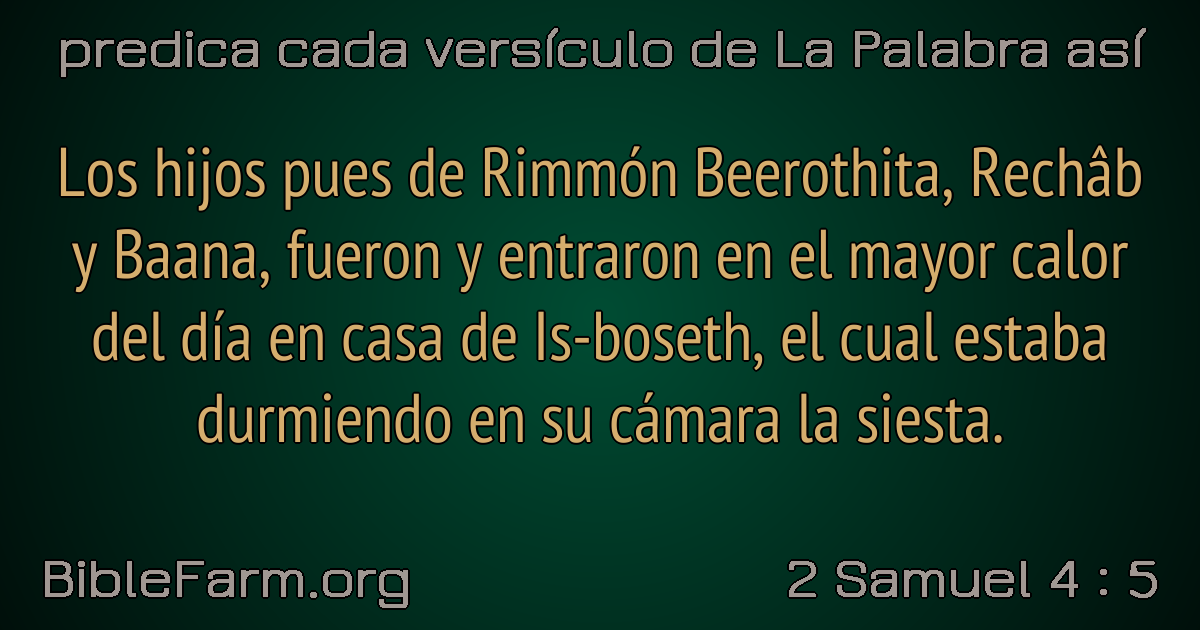 predica cada versículo de La Palabra así
Los hijos pues de Rimmón Beerothita, Rechâb
y Baana, fueron y entraron en el mayor calor
del día en casa de Is-boseth, el cual estaba
durmiendo en su cámara la siesta.
BibleFarm.org
2 Samuel 4 : 5